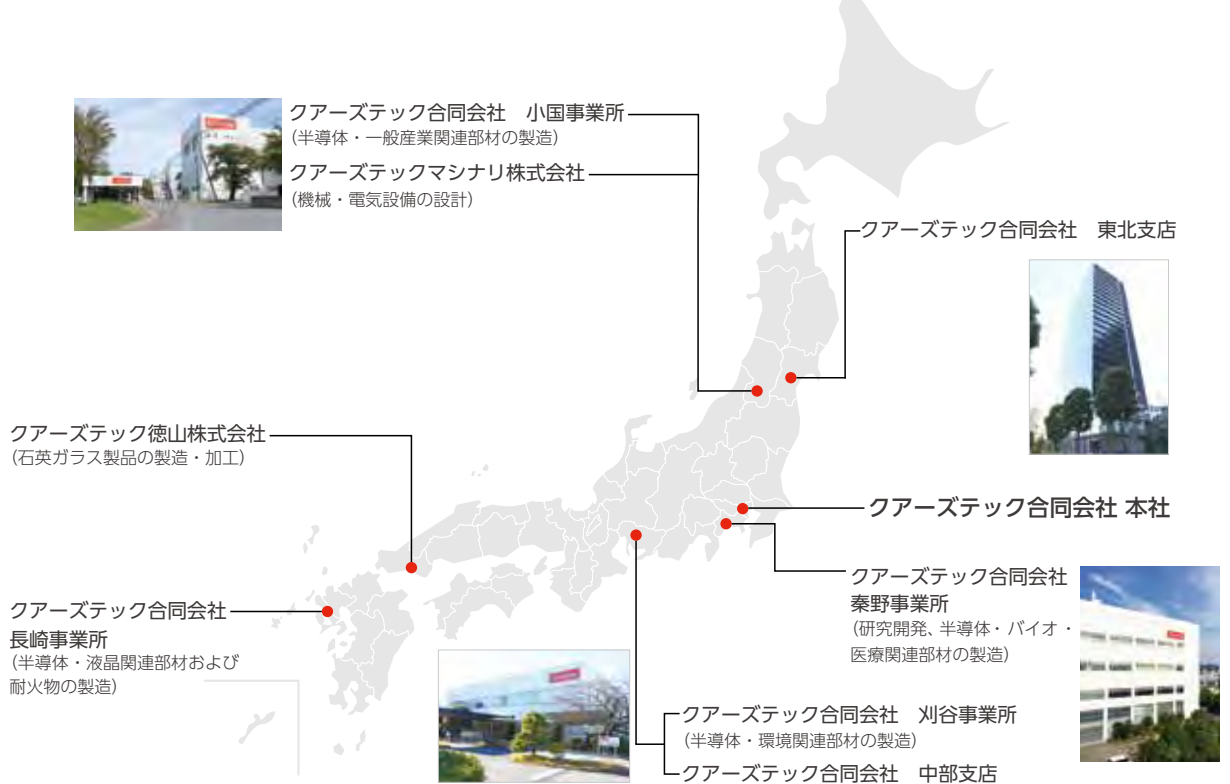 クアーズテック合同会社　小国事業所
（半導体・一般産業関連部材の製造）
クアーズテックマシナリ株式会社
（機械・電気設備の設計）
クアーズテック合同会社　東北支店
クアーズテック徳山株式会社
（石英ガラス製品の製造・加工）
クアーズテック合同会社 本社
クアーズテック合同会社
秦野事業所
（研究開発、半導体・バイオ・
医療関連部材の製造）
クアーズテック合同会社
長崎事業所
（半導体・液晶関連部材および
耐火物の製造）
クアーズテック合同会社　刈谷事業所
（半導体・環境関連部材の製造）
クアーズテック合同会社　中部支店